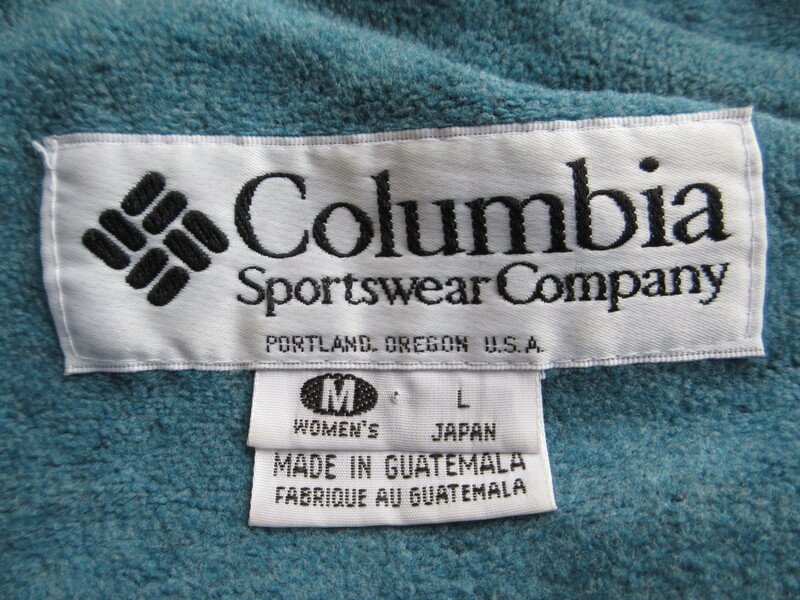 Columbia
Sportswear Company
PORTLAND. OREGON U.S.A.
M L
WOMEN'S JAPAN
MADE IN GUATEMALA
FABRIQUE AU GUATEMALA